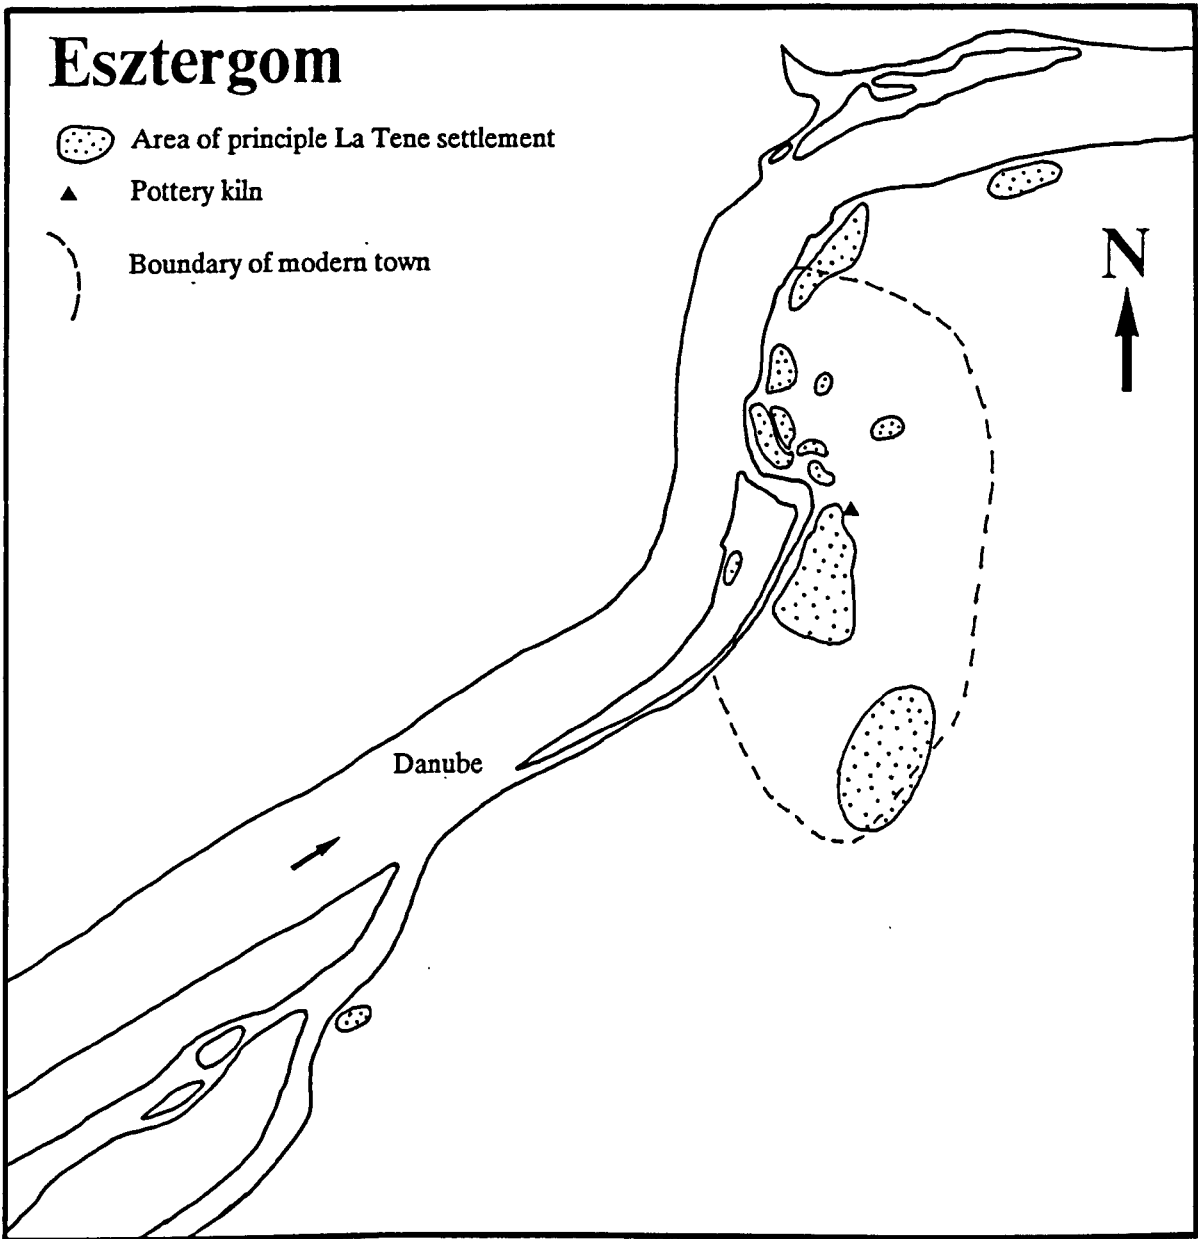 Esztergom
Area of principle La Tene settlement
Pottery kiln
Boundary of modern town
N
Danube